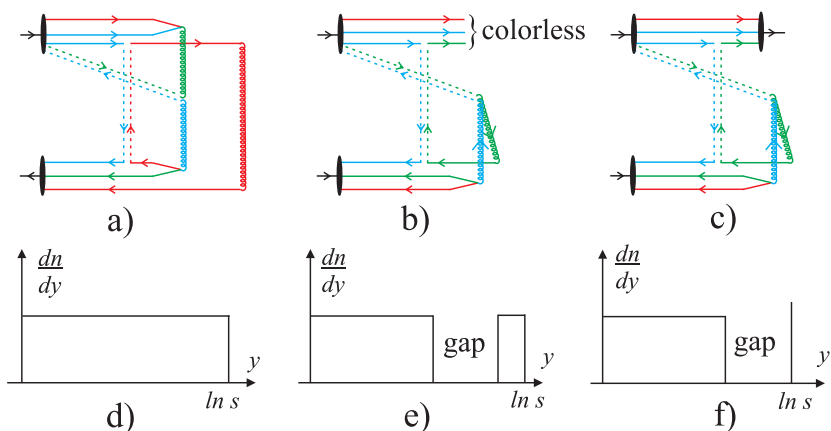 colorless
a) b) c)
dn
dy
y
ln s
d)
dn
dy
gap
y
ln s
e)
dn
dy
gap
y
ln s
f)